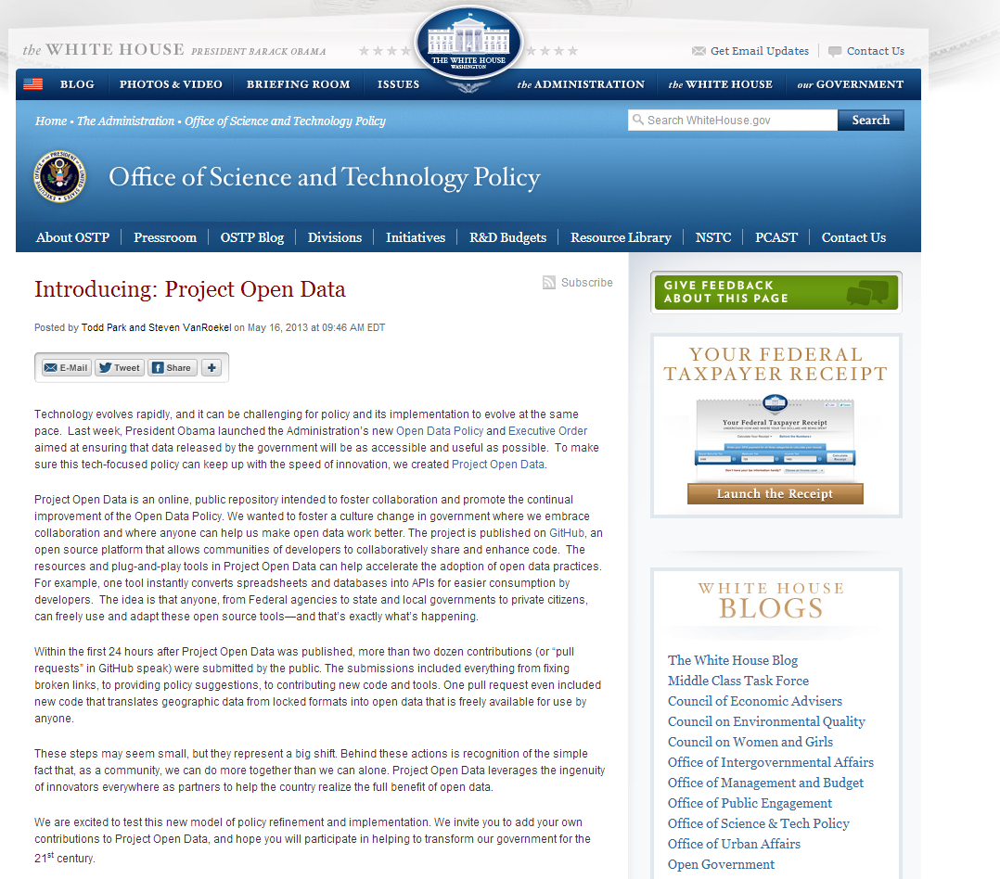 the WHITE HOUSE PRESIDENT BARACK OBAMA
THE WHITE HOUSE
WASHINGTON
Get Email Updates
Contact Us
BLOG
PHOTOS & VIDEO
BRIEFING ROOM
ISSUES
the ADMINISTRATION
the WHITE HOUSE
our GOVERNMENT
Home • The Administration • Office of Science and Technology Policy
Search WhiteHouse.gov
Search
Office of Science and Technology Policy
About OSTP
Pressroom
OSTP Blog
Divisions
Initiatives
R&D Budgets
Resource Library
NSTC
PCAST
Contact Us
Introducing: Project Open Data
Subscribe
Posted by Todd Park and Steven VanRoekel on May 16, 2013 at 09:46 AM EDT
E-Mail
Tweet
Share
Technology evolves rapidly, and it can be challenging for policy and its implementation to evolve at the same
pace.  Last week, President Obama launched the Administration's new Open Data Policy and Executive Order
aimed at ensuring that data released by the government will be as accessible and useful as possible.  To make
sure this tech-focused policy can keep up with the speed of innovation, we created Project Open Data.
Project Open Data is an online, public repository intended to foster collaboration and promote the continual
improvement of the Open Data Policy. We wanted to foster a culture change in government where we embrace
collaboration and where anyone can help us make open data work better. The project is published on GitHub, an
open source platform that allows communities of developers to collaboratively share and enhance code.  The
resources and plug-and-play tools in Project Open Data can help accelerate the adoption of open data practices.
For example, one tool instantly converts spreadsheets and databases into APIs for easier consumption by
developers.  The idea is that anyone, from Federal agencies to state and local governments to private citizens,
can freely use and adapt these open source tools—and that's exactly what's happening.
Within the first 24 hours after Project Open Data was published, more than two dozen contributions (or “pull
requests” in GitHub speak) were submitted by the public. The submissions included everything from fixing
broken links, to providing policy suggestions, to contributing new code and tools. One pull request even included
new code that translates geographic data from locked formats into open data that is freely available for use by
anyone.
These steps may seem small, but they represent a big shift. Behind these actions is recognition of the simple
fact that, as a community, we can do more together than we can alone. Project Open Data leverages the ingenuity
of innovators everywhere as partners to help the country realize the full benefit of open data.
We are excited to test this new model of policy refinement and implementation. We invite you to add your own
contributions to Project Open Data, and hope you will participate in helping to transform our government for the
21st century.
GIVE FEEDBACK
ABOUT THIS PAGE
YOUR FEDERAL
TAXPAYER RECEIPT
Your Federal Taxpayer Receipt
UNDERSTAND HOW AND WHERE YOUR TAX DOLLARS ARE BEING SPENT
Launch the Receipt
WHITE HOUSE
BLOGS
The White House Blog
Middle Class Task Force
Council of Economic Advisers
Council on Environmental Quality
Council on Women and Girls
Office of Intergovernmental Affairs
Office of Management and Budget
Office of Public Engagement
Office of Science & Tech Policy
Office of Urban Affairs
Open Government